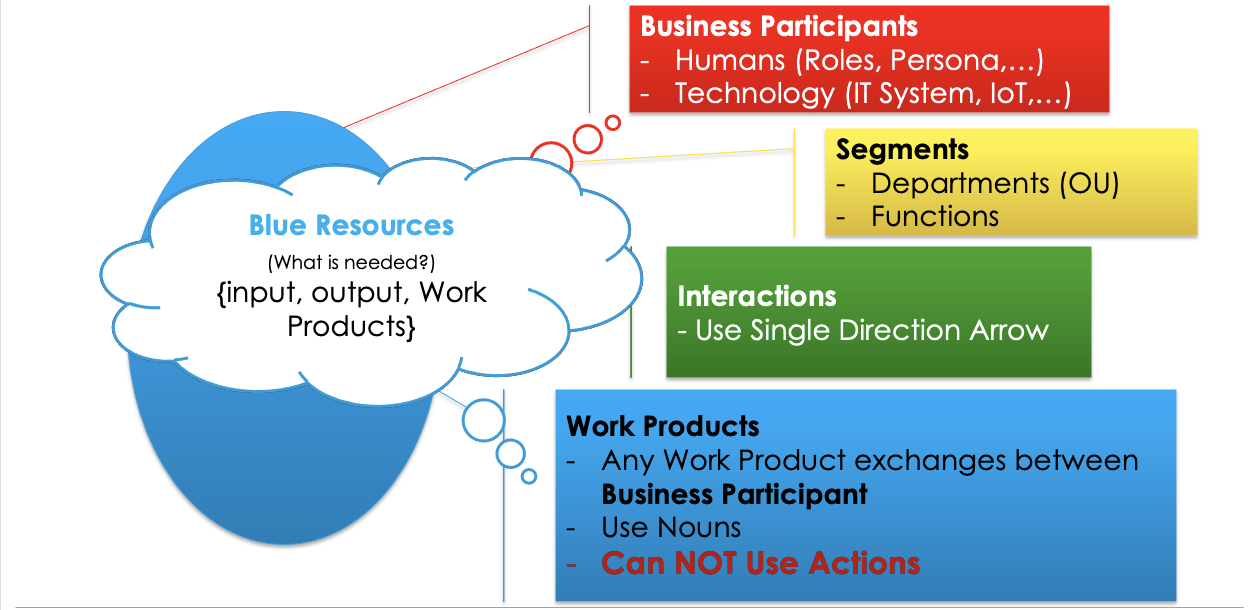 Business Participants
- Humans (Roles, Persona,...)
- Technology (IT System, IoT,...)
Segments
- Departments (OU)
- Functions
Blue Resources
(What is needed?)
{input, output, Work
Products}
Interactions
- Use Single Direction Arrow
Work Products
- Any Work Product exchanges between
Business Participant
- Use Nouns
- Can NOT Use Actions